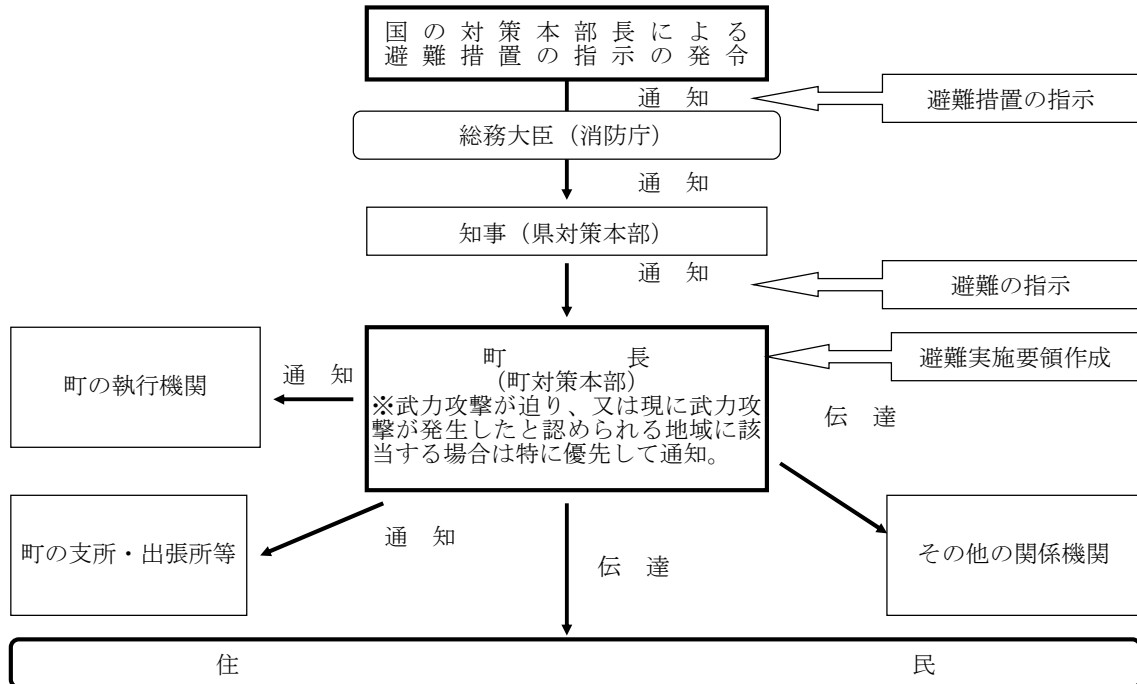 国の対策本部長による
避難措置の指示の発令
通　知
避難措置の指示
総務大臣（消防庁）
通　知
知事（県対策本部）
通　知
避難の指示
町　　　　　長
（町対策本部）
※武力攻撃が迫り、又は現に武力攻
撃が発生したと認められる地域に該
当する場合は特に優先して通知。
避難実施要領作成
町の執行機関
通　知
伝　達
町の支所・出張所等
通　知
伝　達
その他の関係機関
住　　　　　民